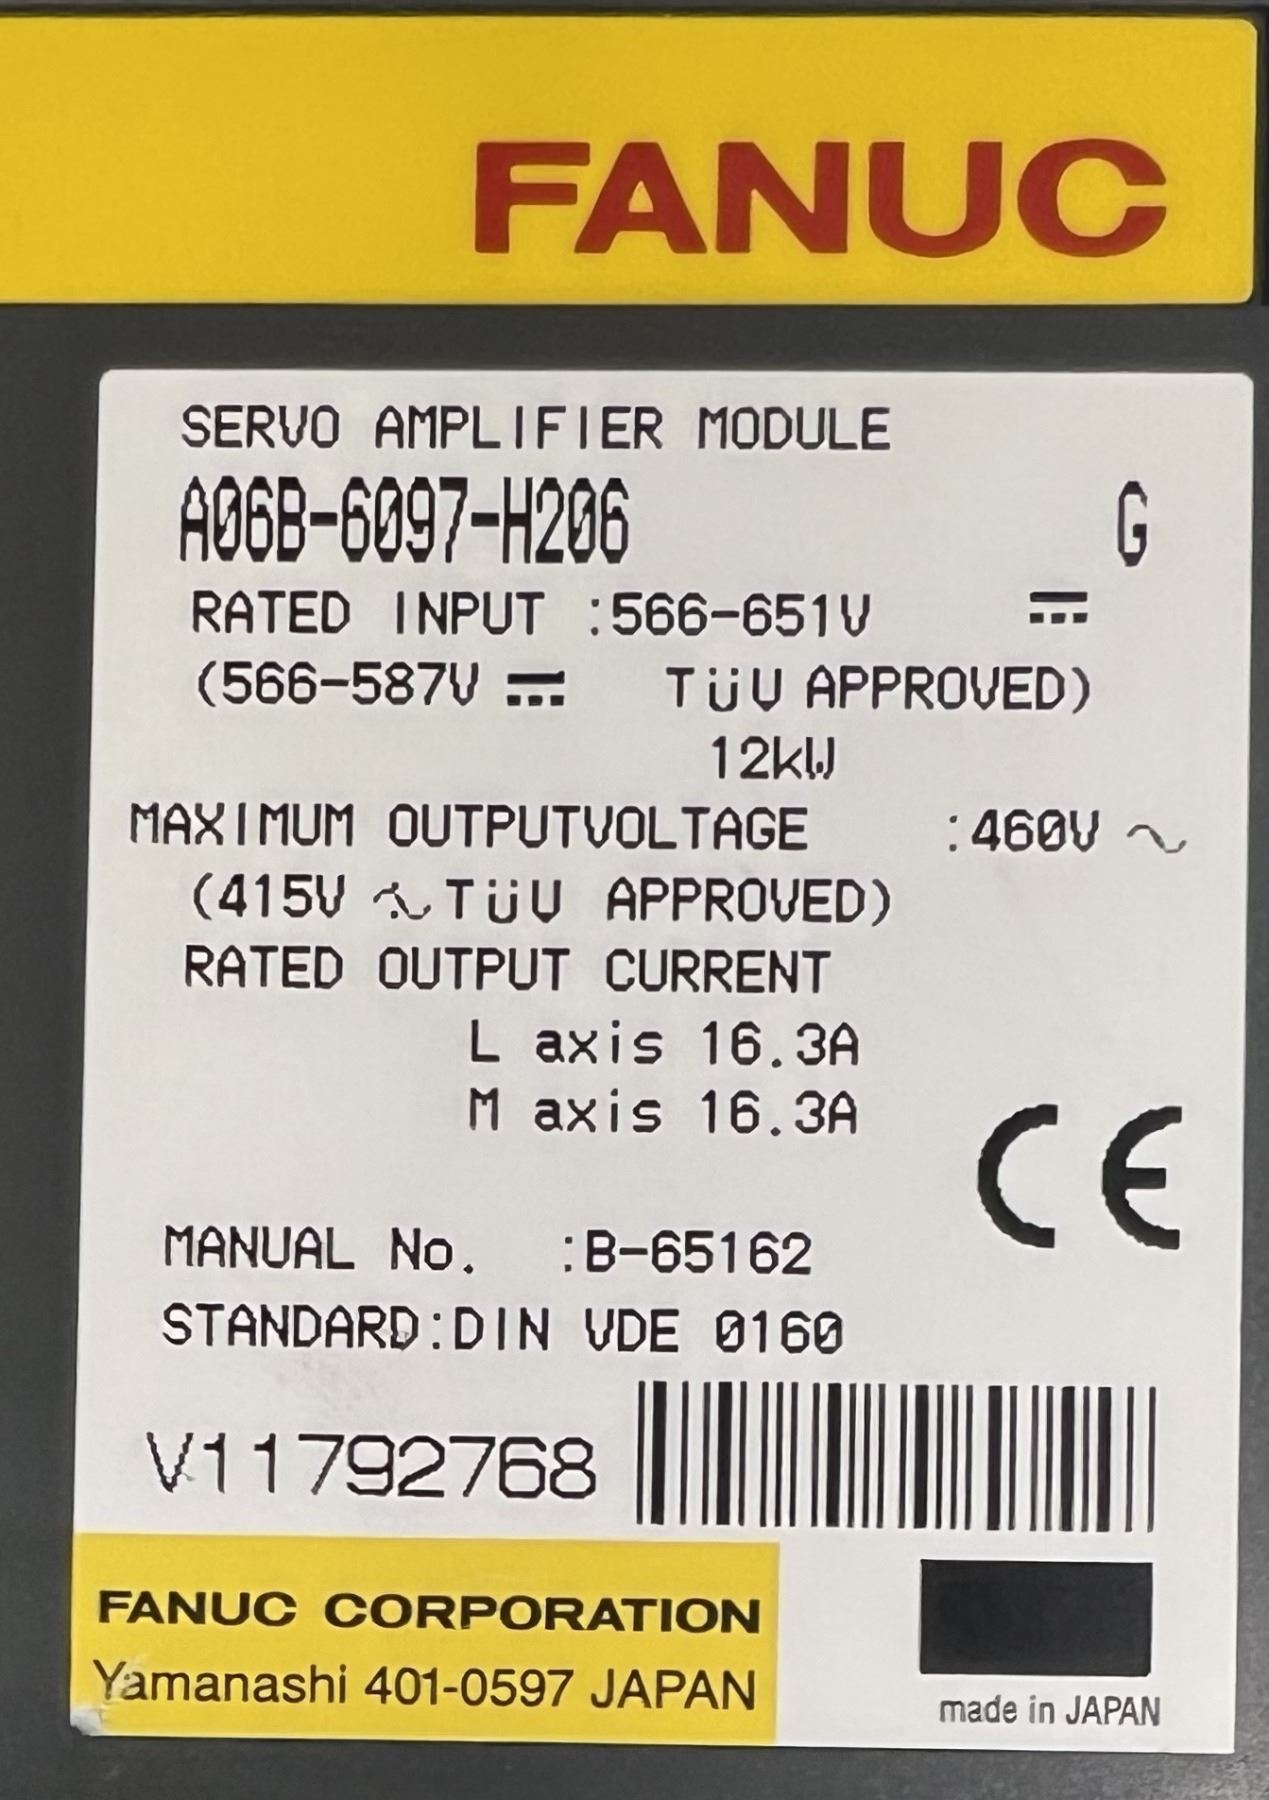 FANUC
SERVO AMPLIFIER MODULE
A06B-6097-H206 G
RATED INPUT :566-651V ⎓
(566-587V ⎓ TüV APPROVED)
12kW
MAXIMUM OUTPUTVOLTAGE :460V ∿
(415V ∿ TüV APPROVED)
RATED OUTPUT CURRENT
L axis 16.3A
M axis 16.3A
CE
MANUAL No. :B-65162
STANDARD:DIN VDE 0160
V11792768
FANUC CORPORATION
Yamanashi 401-0597 JAPAN
made in JAPAN